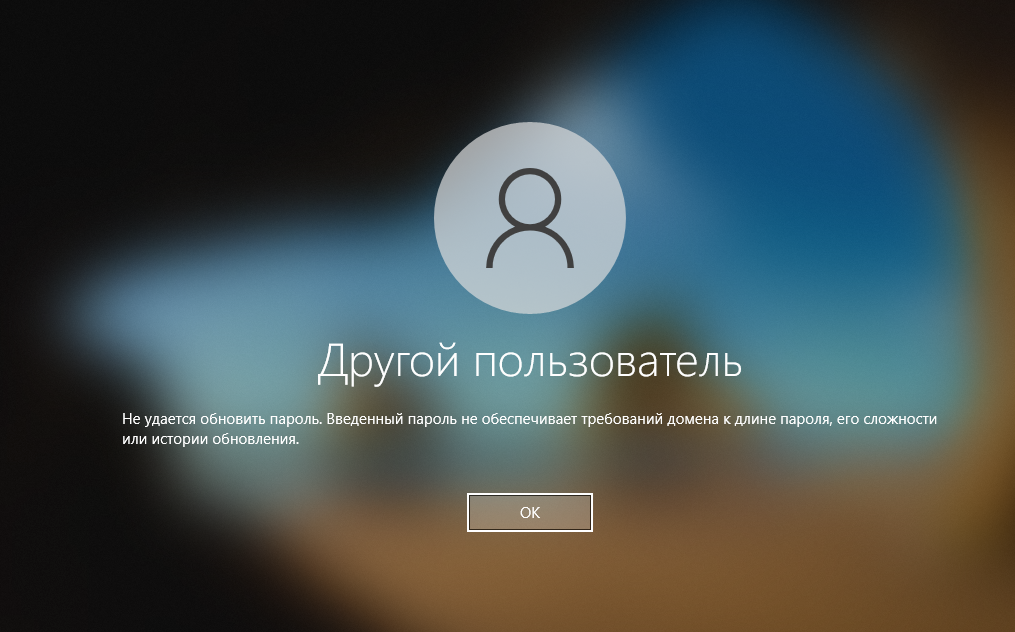 Другой пользователь
Не удается обновить пароль. Введенный пароль не обеспечивает требований домена к длине пароля, его сложности
или истории обновления.
OK